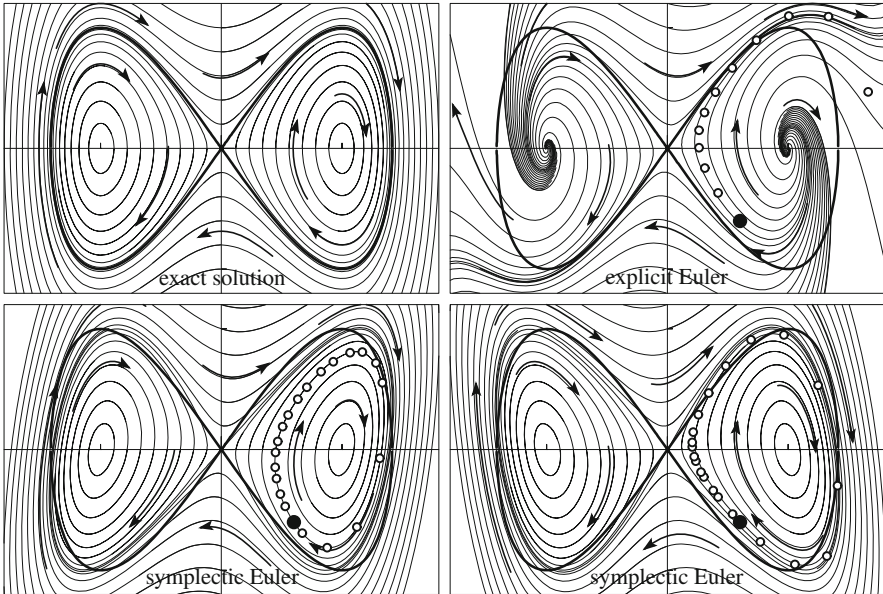 exact solution
explicit Euler
symplectic Euler
symplectic Euler